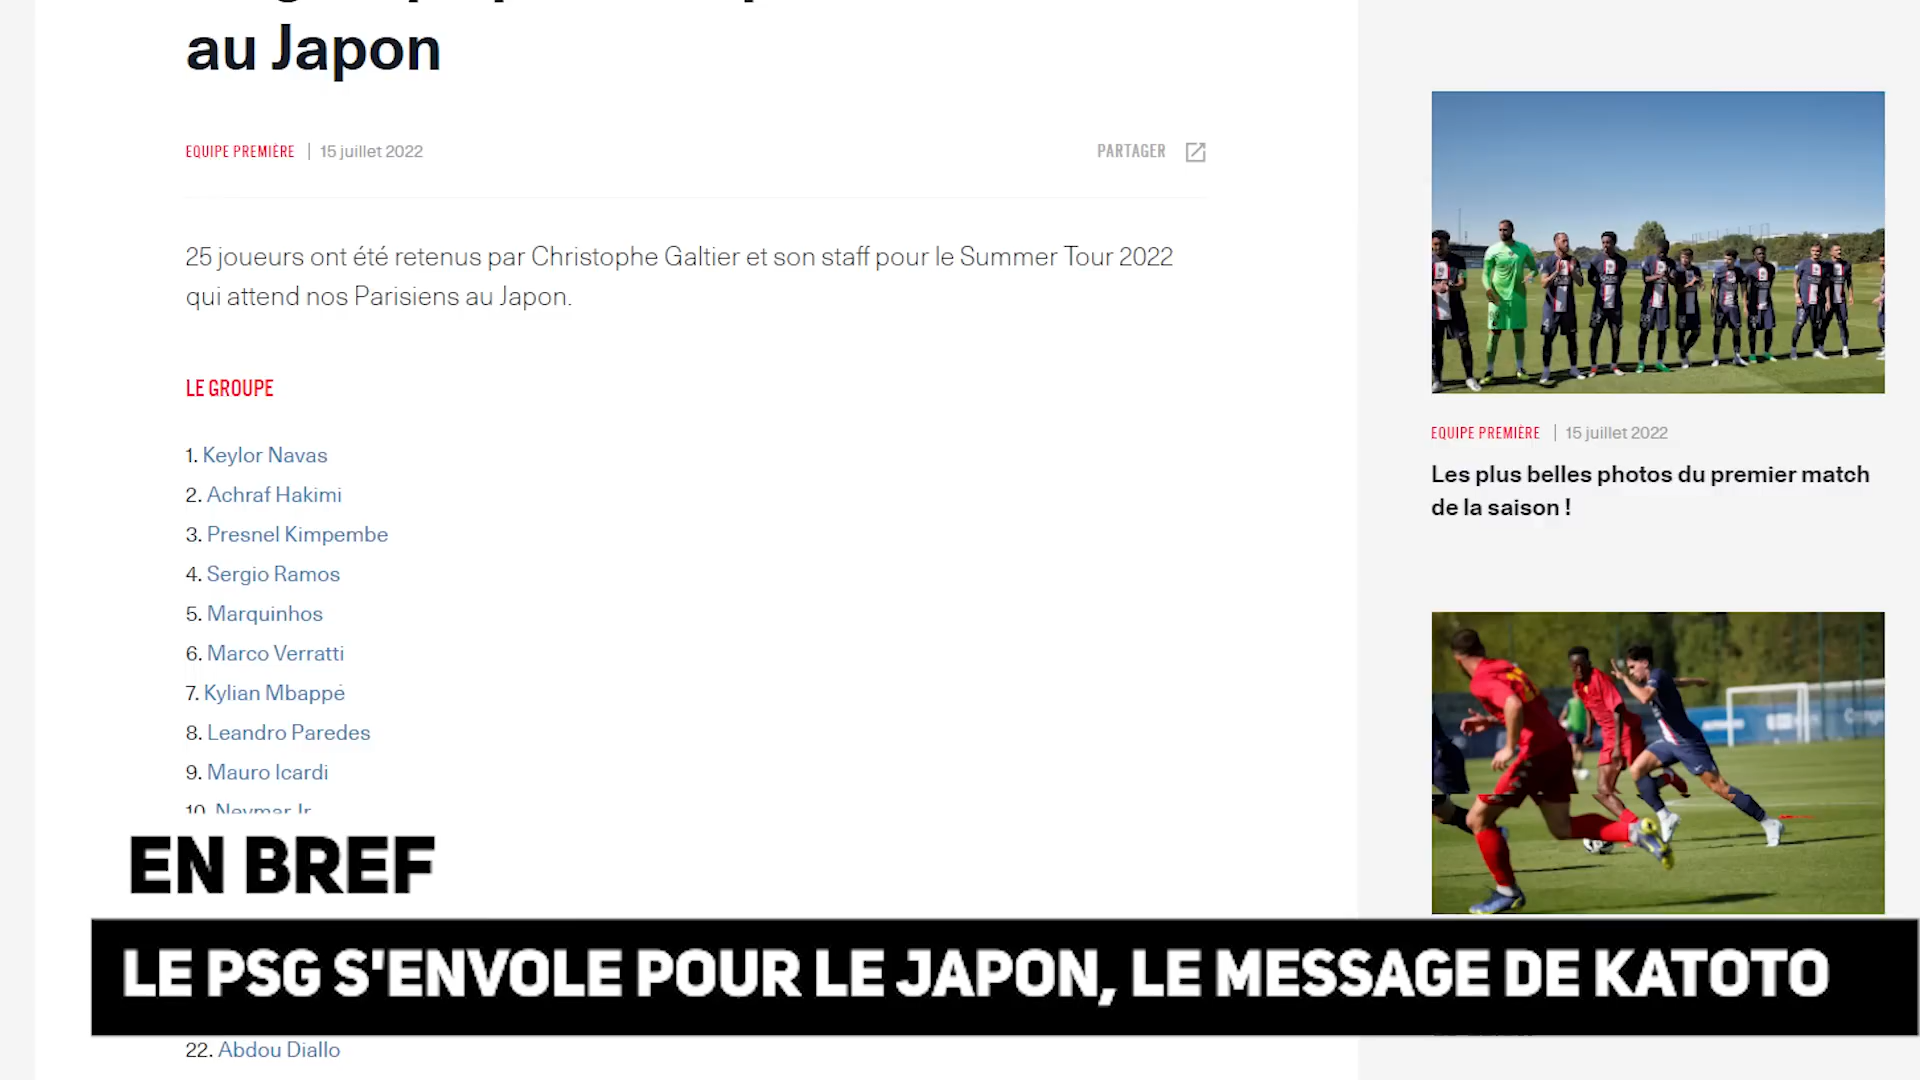 au Japon
EQUIPE PREMIÈRE | 15 juillet 2022
PARTAGER
25 joueurs ont été retenus par Christophe Galtier et son staff pour le Summer Tour 2022
qui attend nos Parisiens au Japon.
LE GROUPE
1. Keylor Navas
2. Achraf Hakimi
3. Presnel Kimpembe
4. Sergio Ramos
5. Marquinhos
6. Marco Verratti
7. Kylian Mbappé
8. Leandro Paredes
9. Mauro Icardi
10. Neymar Jr
EN BREF
LE PSG S'ENVOLE POUR LE JAPON, LE MESSAGE DE KATOTO
22. Abdou Diallo
EQUIPE PREMIÈRE | 15 juillet 2022
Les plus belles photos du premier match
de la saison !